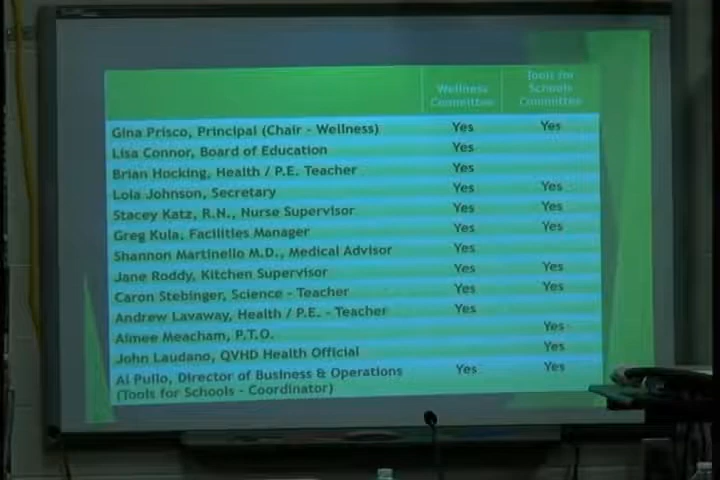 Wellness Committee
Tools for Schools Committee
Gina Prisco, Principal (Chair - Wellness) Yes Yes
Lisa Connor, Board of Education Yes
Brian Hocking, Health / P.E. Teacher Yes
Lola Johnson, Secretary Yes Yes
Stacey Katz, R.N., Nurse Supervisor Yes Yes
Greg Kula, Facilities Manager Yes Yes
Shannon Martinello M.D., Medical Advisor Yes
Jane Roddy, Kitchen Supervisor Yes Yes
Caron Stebinger, Science - Teacher Yes Yes
Andrew Lavaway, Health / P.E. - Teacher Yes
Aimee Meacham, P.T.O. Yes
John Laudano, QVHD Health Official Yes
Al Pullo, Director of Business & Operations Yes Yes
(Tools for Schools - Coordinator)